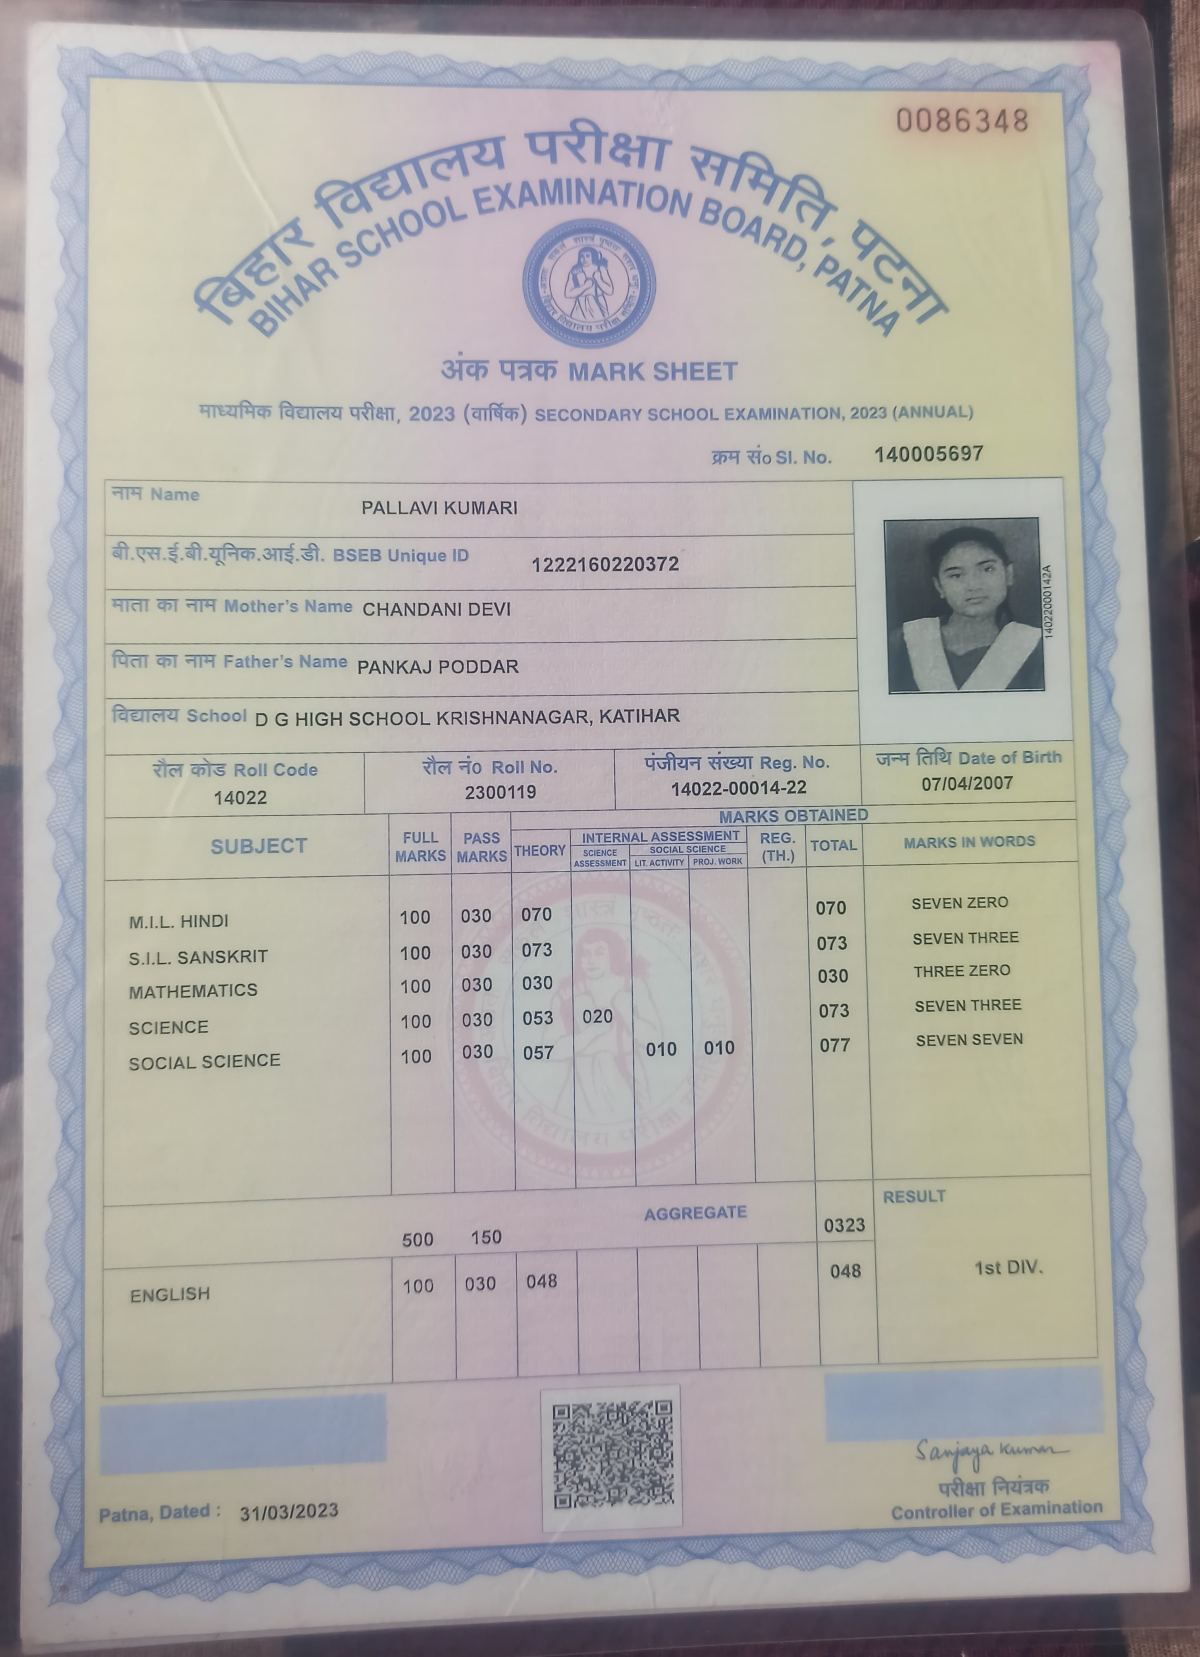 0086348
बिहार विद्यालय परीक्षा समिति, पटना
BIHAR SCHOOL EXAMINATION BOARD, PATNA
अंक पत्रक MARK SHEET
माध्यमिक विद्यालय परीक्षा, 2023 (वार्षिक) SECONDARY SCHOOL EXAMINATION, 2023 (ANNUAL)
क्रम सं० Sl. No. 140005697
नाम Name PALLAVI KUMARI
बी.एस.ई.बी.यूनिक.आई.डी. BSEB Unique ID 1222160220372
माता का नाम Mother's Name CHANDANI DEVI
पिता का नाम Father's Name PANKAJ PODDAR
विद्यालय School D G HIGH SCHOOL KRISHNANAGAR, KATIHAR
14022000142A
रौल कोड Roll Code रौल नं0 Roll No. पंजीयन संख्या Reg. No. जन्म तिथि Date of Birth
14022 2300119 14022-00014-22 07/04/2007
MARKS OBTAINED
SUBJECT FULL MARKS PASS MARKS THEORY INTERNAL ASSESSMENT REG. (TH.) TOTAL MARKS IN WORDS
SCIENCE ASSESSMENT SOCIAL SCIENCE LIT. ACTIVITY PROJ. WORK
M.I.L. HINDI 100 030 070 070 SEVEN ZERO
S.I.L. SANSKRIT 100 030 073 073 SEVEN THREE
MATHEMATICS 100 030 030 030 THREE ZERO
SCIENCE 100 030 053 020 073 SEVEN THREE
SOCIAL SCIENCE 100 030 057 010 010 077 SEVEN SEVEN
500 150 AGGREGATE 0323 RESULT
ENGLISH 100 030 048 048 1st DIV.
Sanjaya Kumar
परीक्षा नियंत्रक
Patna, Dated : 31/03/2023 Controller of Examination